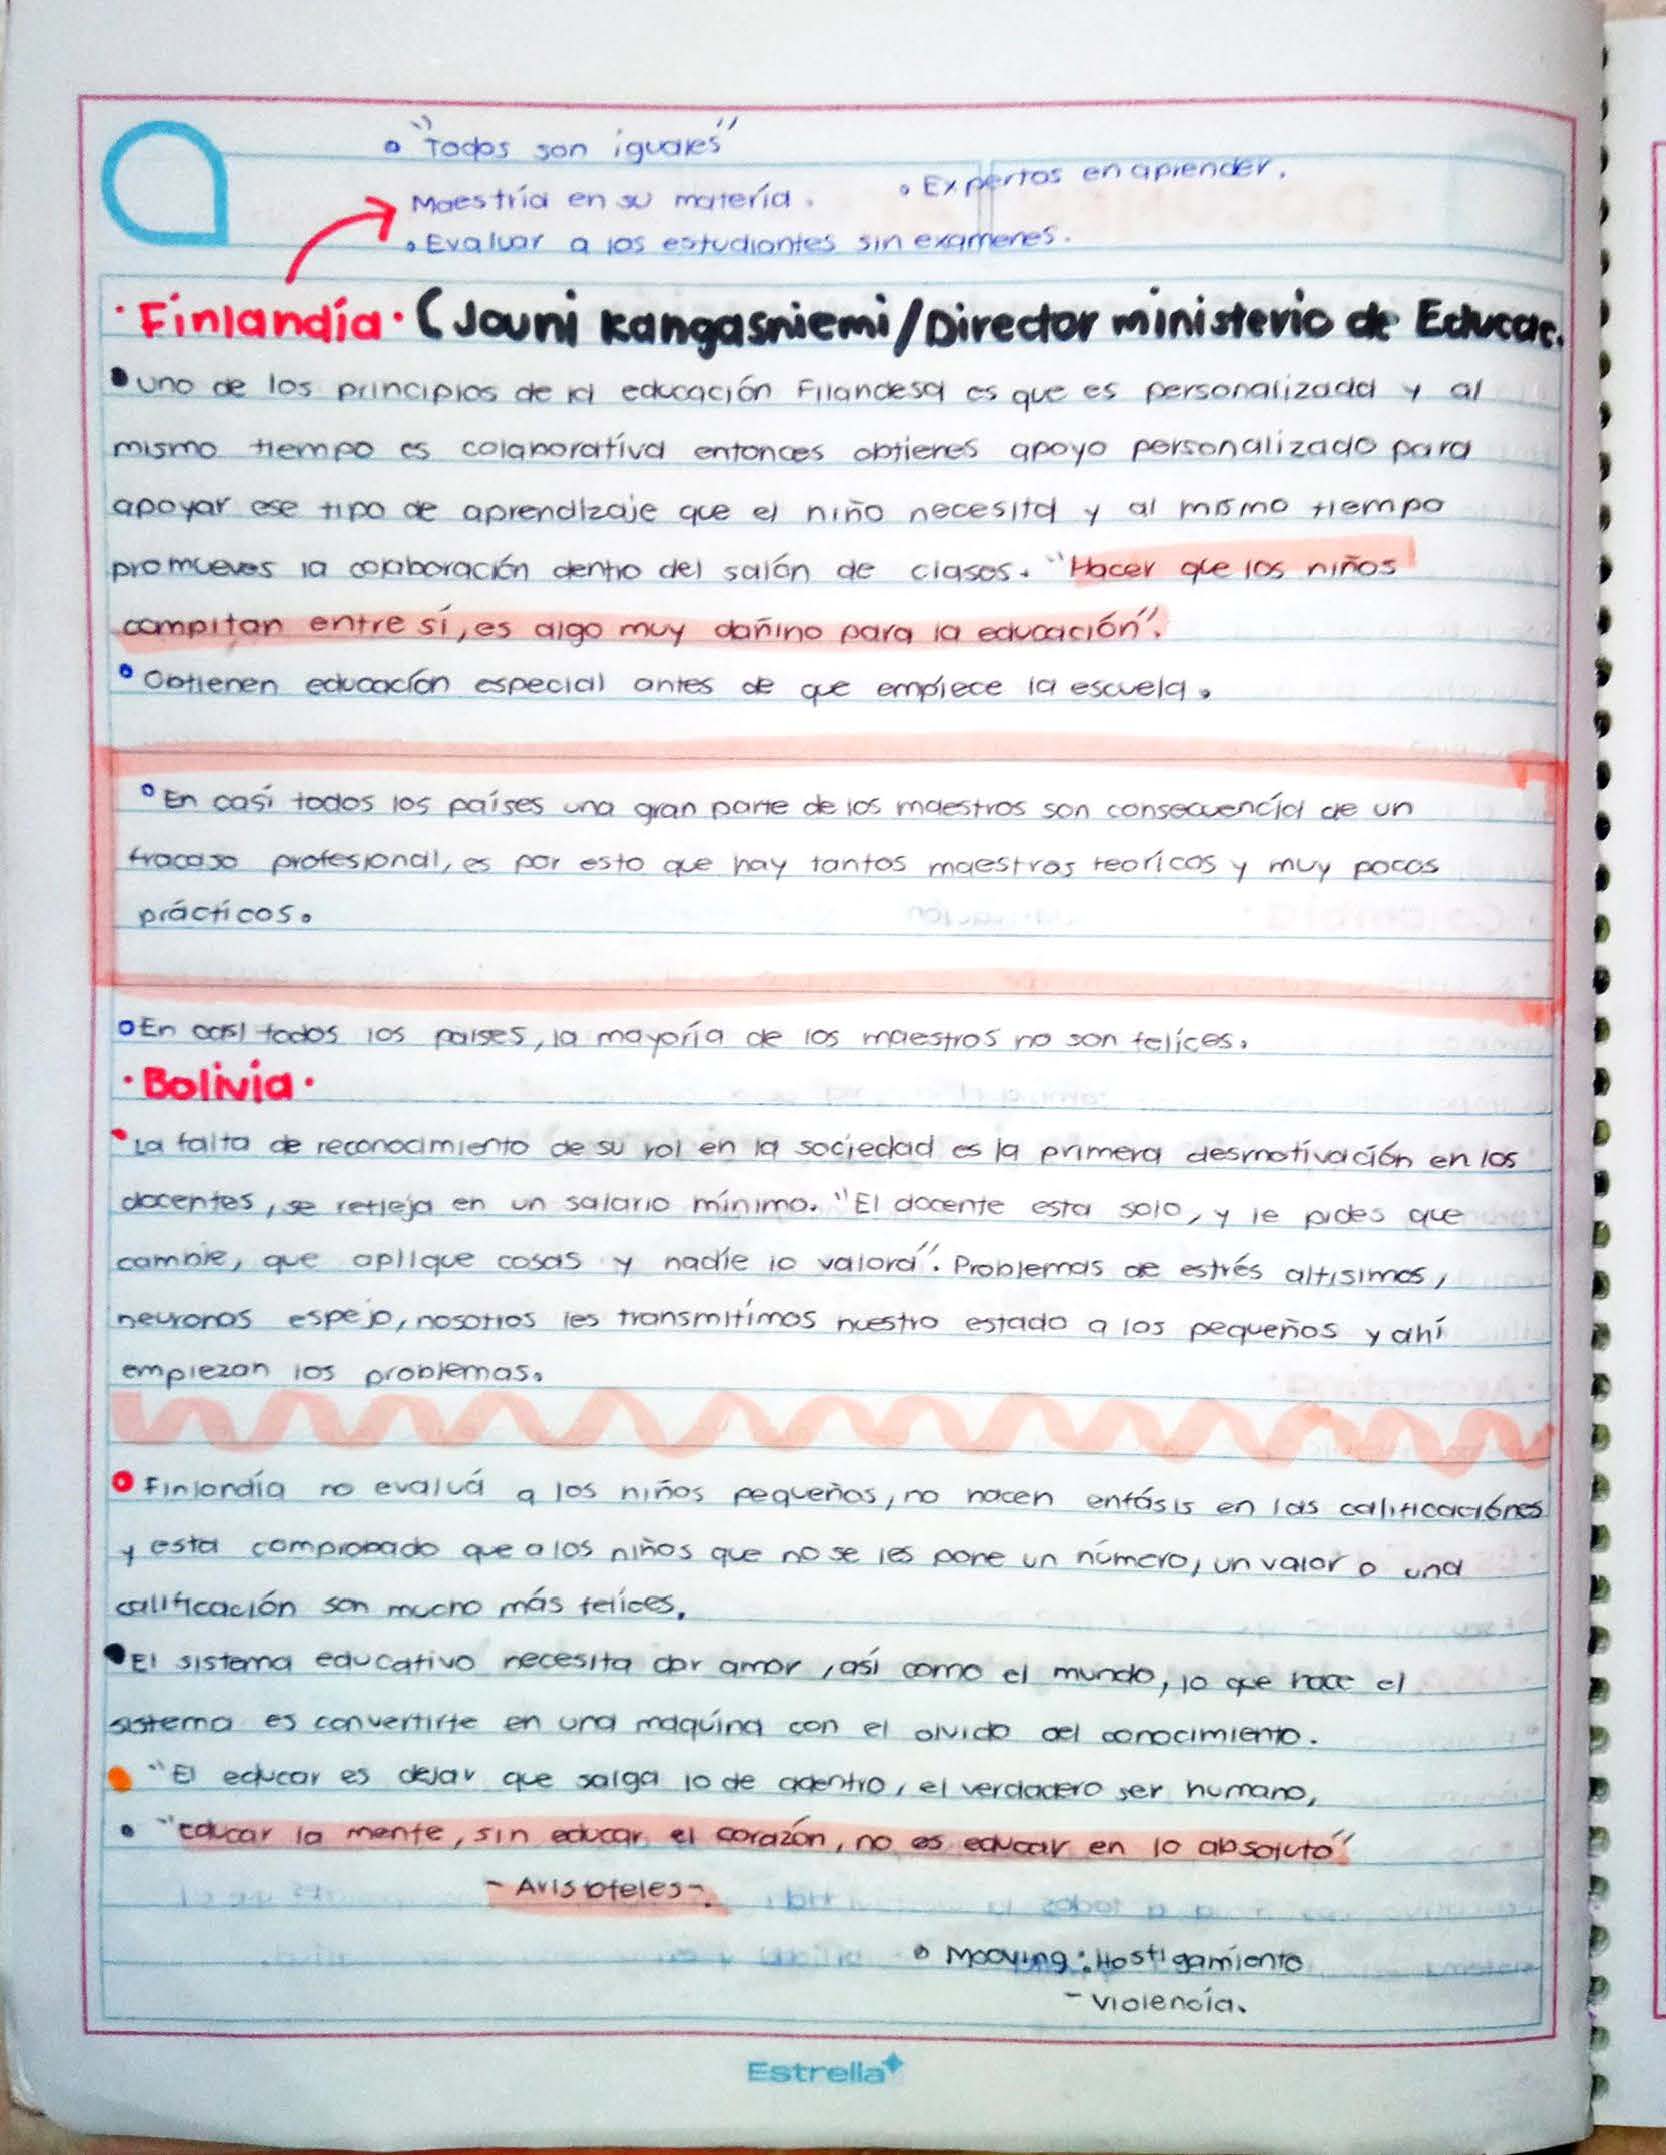 • "Todos son iguales"
Maestría en su matería.
• Expertos en aprender.
• Evaluar a los estudiantes sin examenes.
· Finlandía · (Jouni Kangasniemi/Director ministerio de Educac.
• uno de los principios de la educación Filandesa es que es personalizada y al
mismo tiempo es colaboratíva entonces obtienes apoyo personalizado para
apoyar ese tipo de aprendizaje que el niño necesita y al mismo tiempo
promueves la colaboración dentro del salón de clases. "Hacer que los niños
compitan entre sí, es algo muy dañino para la educación".
• Obtienen educacíon especial antes de que empíece la escuela.
• En casí todos los países una gran parte de los maestros son consecuencía de un
fracaso profesional, es por esto que hay tantos maestros teorícos y muy pocos
práctícos.
• En casi todos los paises, la mayoría de los maestros no son felíces.
· Bolivia ·
• La falta de reconocimiento de su rol en la sociedad es la primera desmotívación en los
docentes, se refleja en un salario mínimo. "El docente esta solo, y le pides que
cambie, que aplique cosas y nadíe lo valora". Problemas de estrés altisimos,
neuronas espejo, nosotros les transmitímos nuestro estado a los pequeños y ahí
empiezan los problemas.
• Finlandía no evaluá a los niños pequeños, no hacen enfásis en las calificaciónes
y esta comprobado que a los niños que no se les pone un número, un valor o una
calificación son mucho más felices.
• El sistema educativo necesita dar amor, así como el mundo, lo que hace el
sistema es convertirte en una maquína con el olvido del conocimiento.
• "El educar es dejar que salga lo de adentro, el verdadero ser humano,
• "educar la mente, sin educar el corazón, no es educar en lo absoluto"
- Aristoteles -.
• Mooving: Hostigamíento
- Violencía.
Estrella